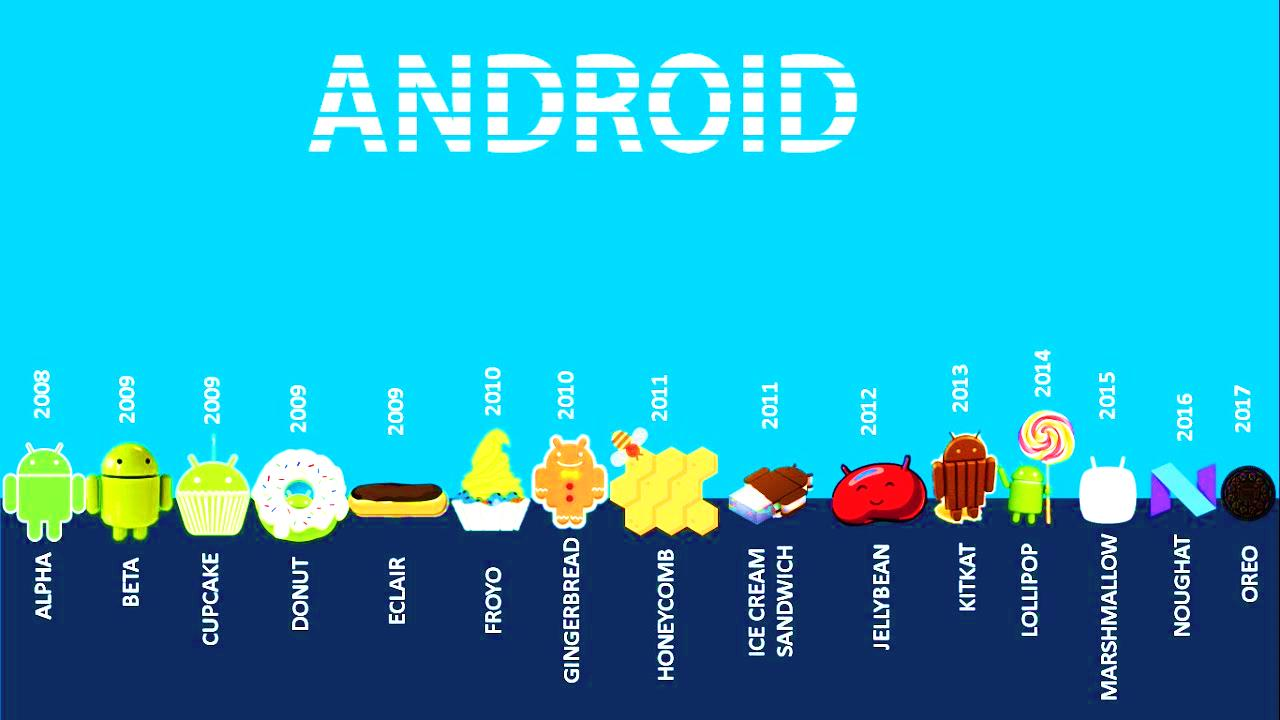 ANDROID
2008
2009
2009
2009
2009
2010
2010
2011
2011
2012
2013
2014
2015
2016
2017
ALPHA
BETA
CUPCAKE
DONUT
ECLAIR
FROYO
GINGERBREAD
HONEYCOMB
ICE CREAM
SANDWICH
JELLYBEAN
KITKAT
LOLLIPOP
MARSHMALLOW
NOUGHAT
OREO